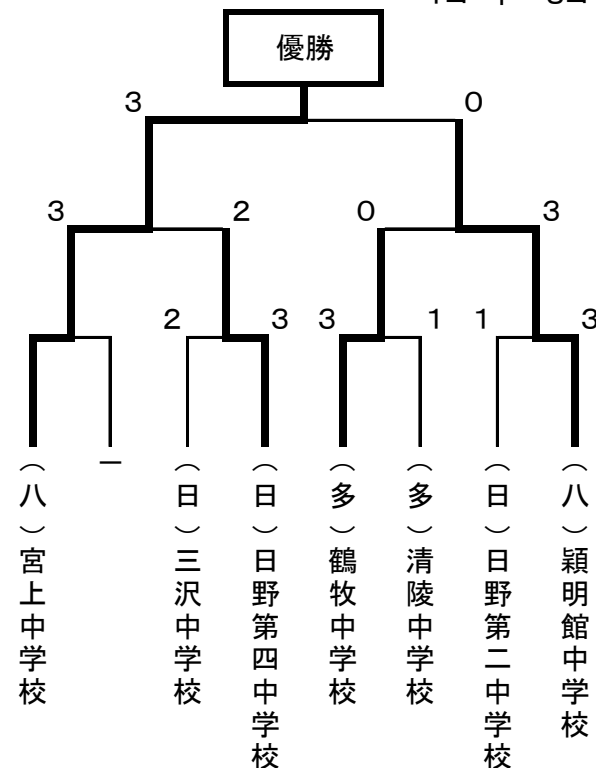 優勝
3
0
3
2
0
3
2
3
3
1
1
3
（八）宮上中学校
ー
（日）三沢中学校
（日）日野第四中学校
（多）鶴牧中学校
（多）清陵中学校
（日）日野第二中学校
（八）穎明館中学校